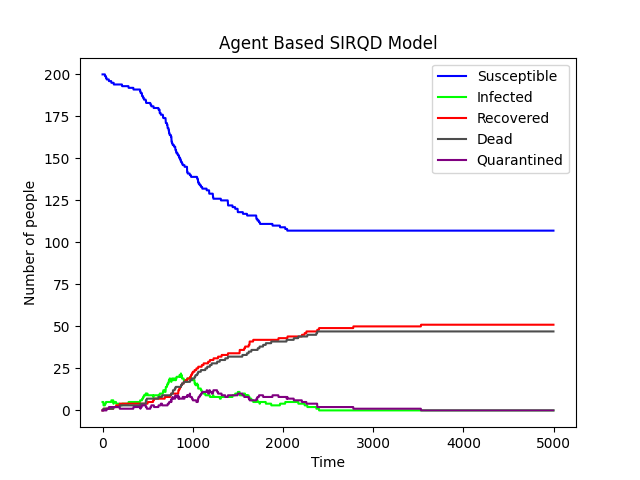 Agent Based SIRQD Model
Susceptible
Infected
Recovered
Dead
Quarantined
Number of people
200
175
150
125
100
75
50
25
0
0 1000 2000 3000 4000 5000
Time